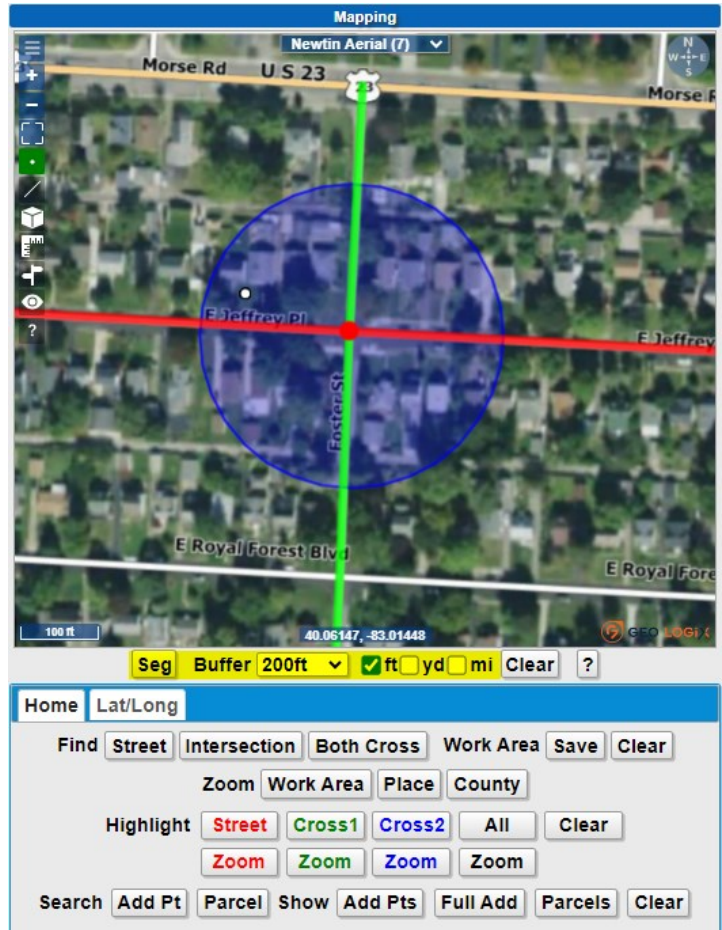 Mapping
Newtin Aerial (7)
N
W E
S
Morse Rd U S 23
23
Morse R
E Jeffrey Pl
E Jeffrey
Foster St
?
E Royal Forest Blvd
E Royal Fore
100 ft
40.06147, -83.01448
GEO LOGIX
Seg Buffer 200ft ft yd mi Clear ?
Home Lat/Long
Find Street Intersection Both Cross Work Area Save Clear
Zoom Work Area Place County
Highlight Street Cross1 Cross2 All Clear
Zoom Zoom Zoom Zoom
Search Add Pt Parcel Show Add Pts Full Add Parcels Clear